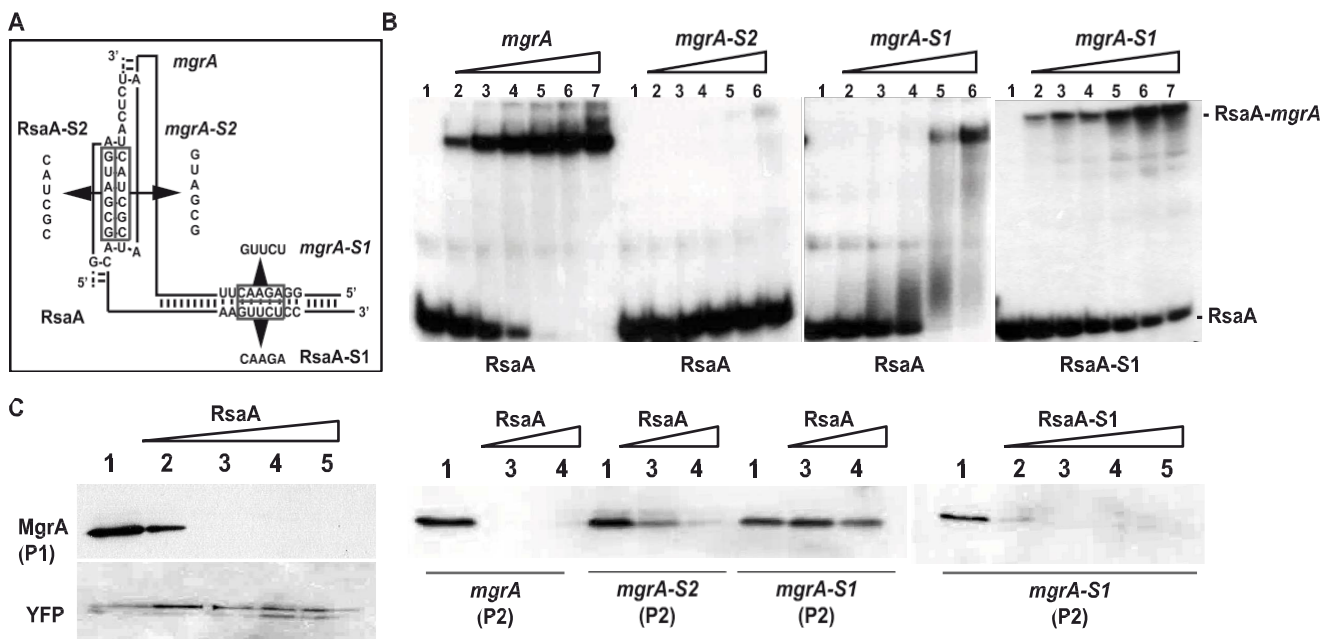 A
3'
U-A
C
U
C
A
A-U
mgrA
mgrA-S2
RsaA-S2
C
A
U
C
G
C
G
U
A
G
C
G
G-C
5'
RsaA
mgrA-S1
GUUCU
UUCAAGAGG 5'
AAGUUCUCC 3'
CAAGA
RsaA-S1
B
mgrA mgrA-S2 mgrA-S1 mgrA-S1
1 2 3 4 5 6 7 1 2 3 4 5 6 1 2 3 4 5 6 1 2 3 4 5 6 7
- RsaA-mgrA
- RsaA
RsaA RsaA RsaA RsaA-S1
C
RsaA RsaA RsaA RsaA RsaA-S1
1 2 3 4 5 1 3 4 1 3 4 1 3 4 1 2 3 4 5
MgrA
(P1)
YFP
mgrA mgrA-S2 mgrA-S1 mgrA-S1
(P2) (P2) (P2) (P2)